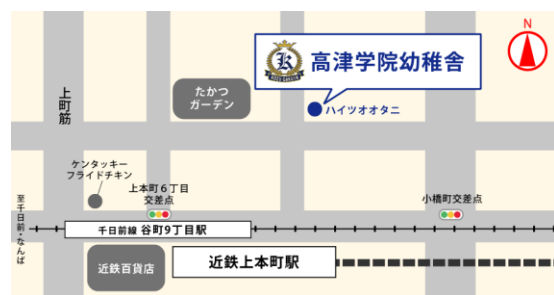 N
高津学院幼稚舎
たかつ
ガーデン
ハイツオオタニ
上町筋
ケンタッキー
フライドチキン
上本町6丁目
交差点
小橋町交差点
至千日前・なんば
千日前線 谷町9丁目駅
近鉄百貨店
近鉄上本町駅